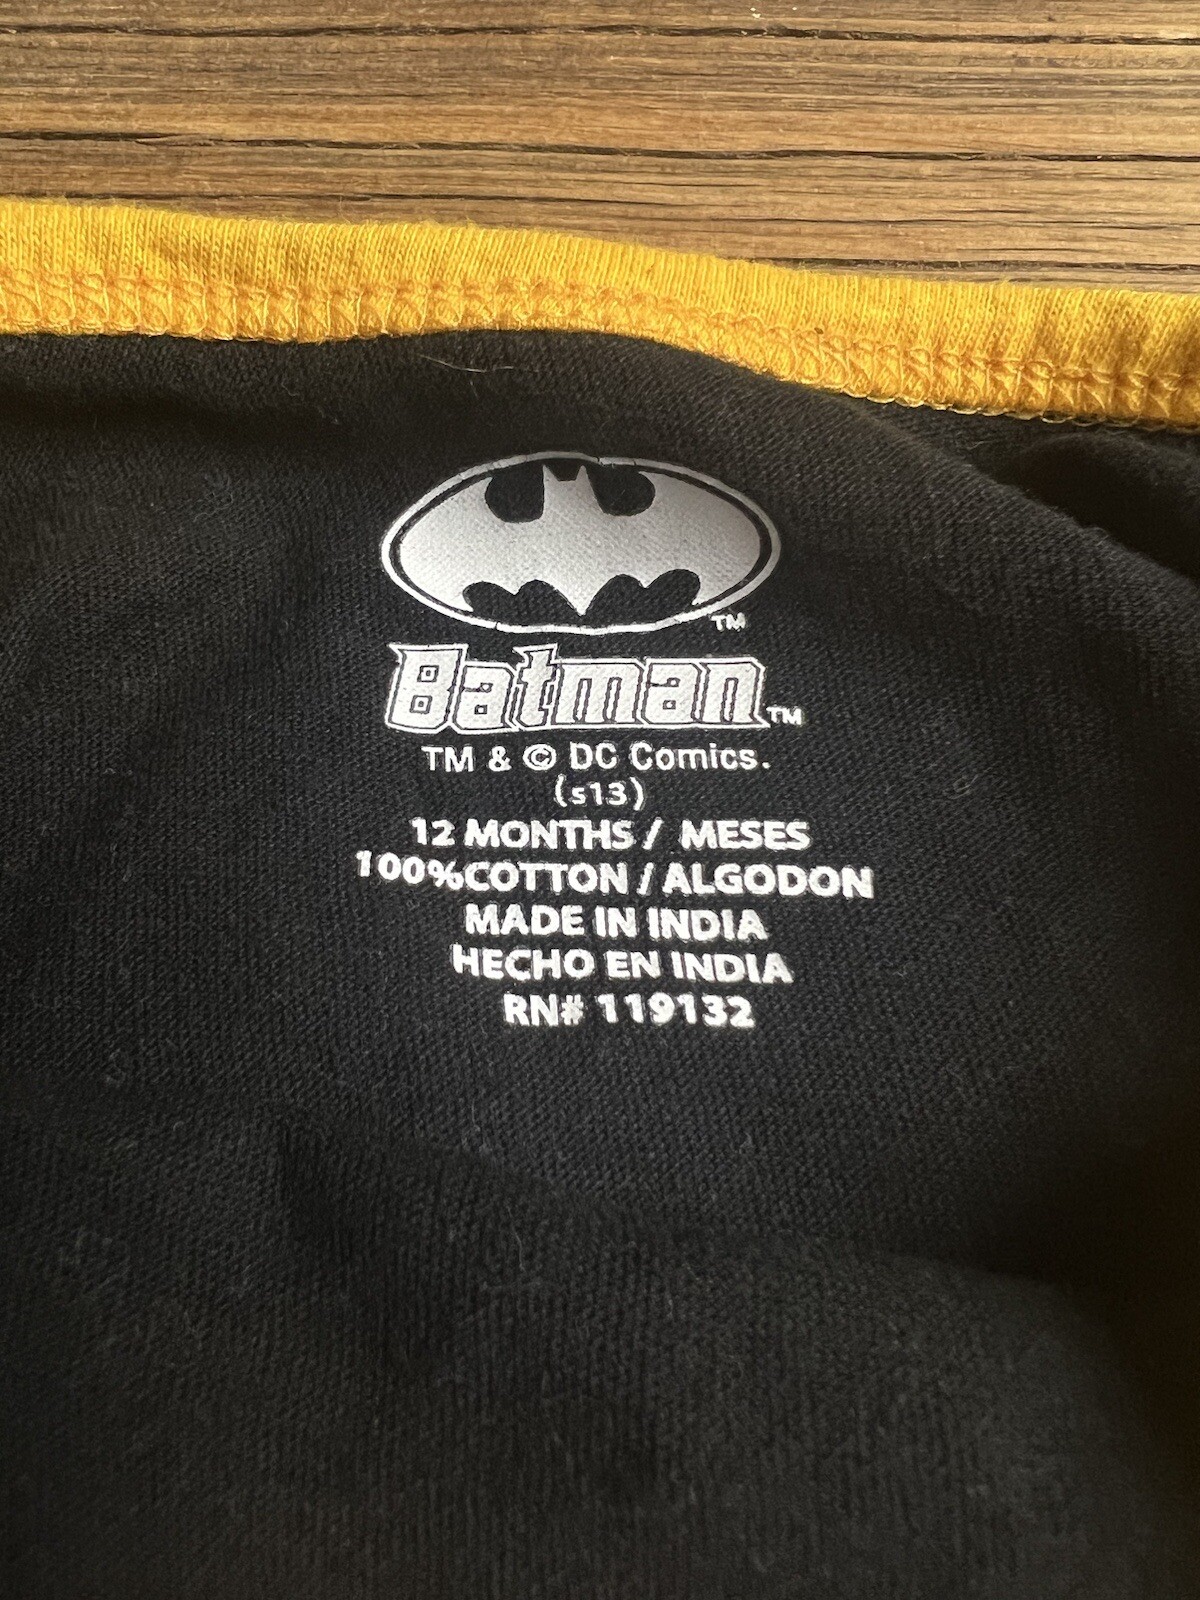 TM
Batman TM
TM & © DC Comics.
(s13)
12 MONTHS / MESES
100%COTTON / ALGODON
MADE IN INDIA
HECHO EN INDIA
RN# 119132